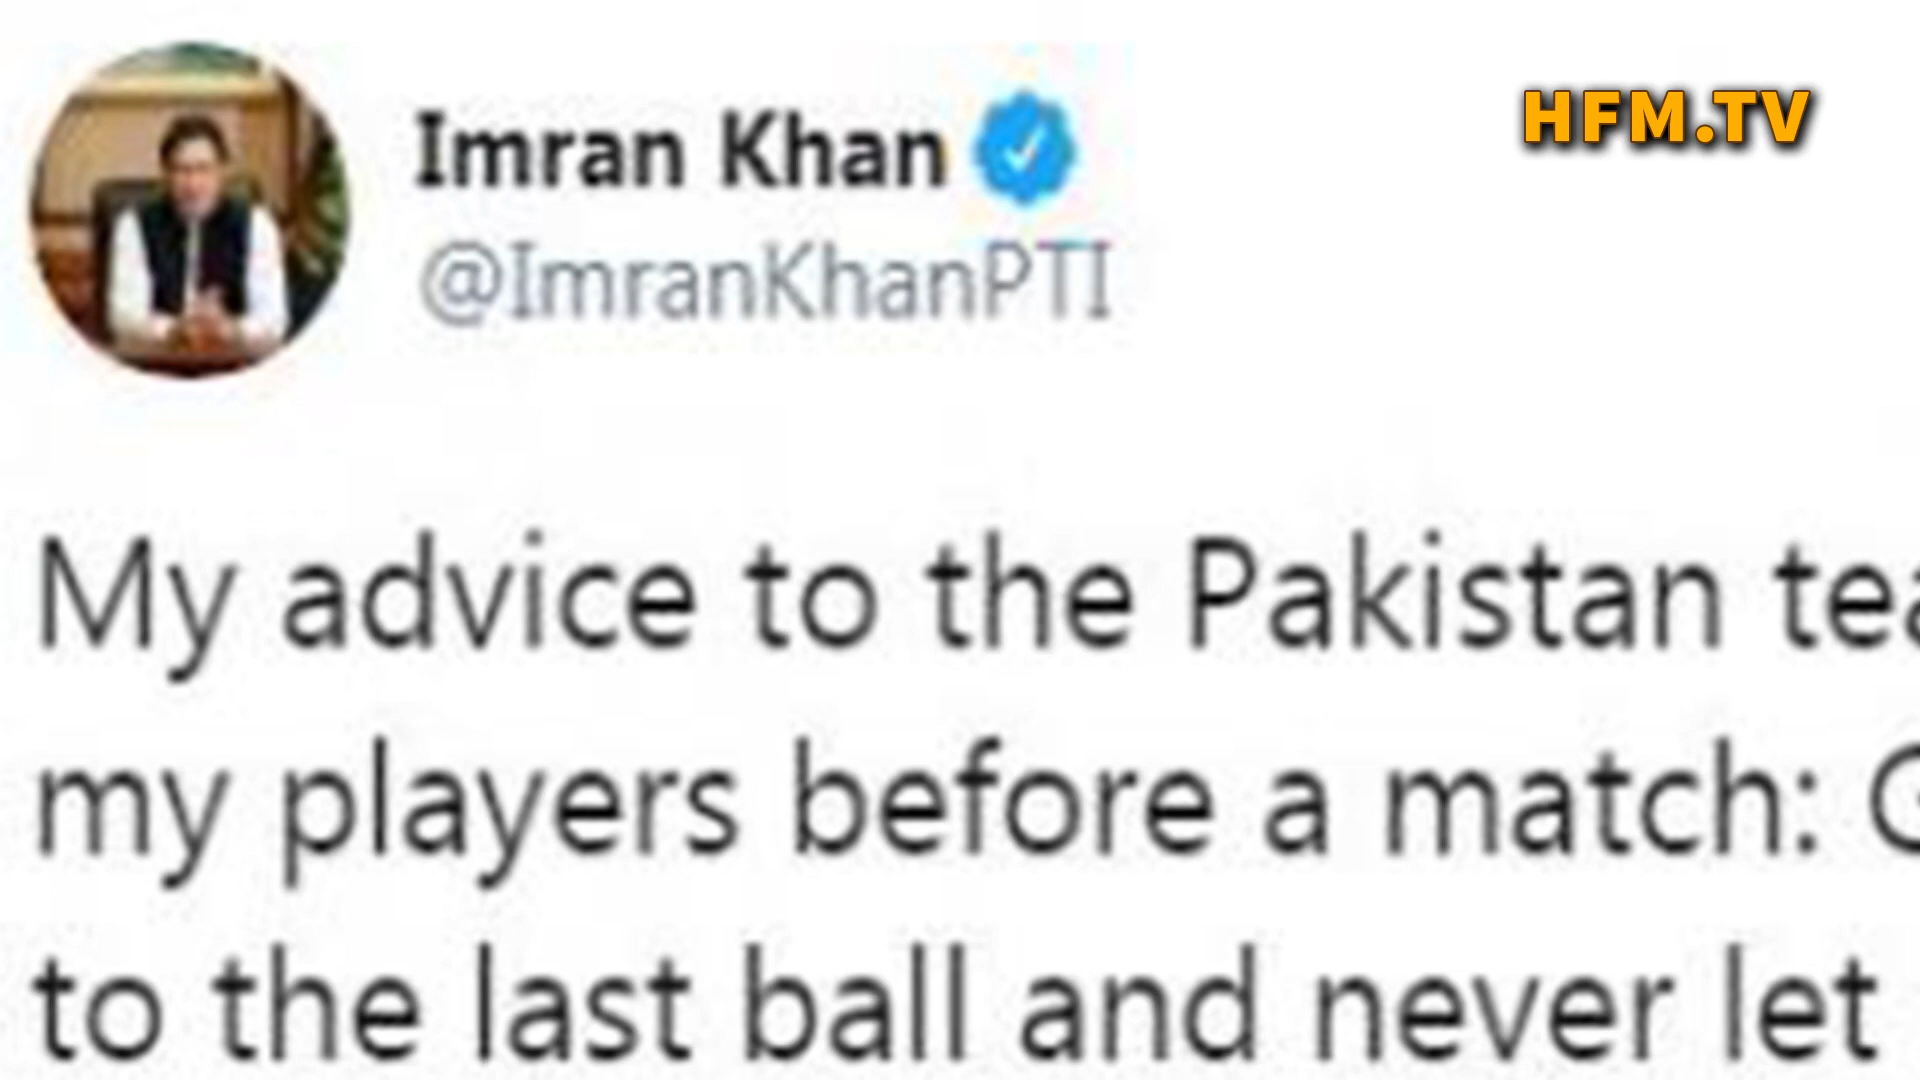 Imran Khan
@ImranKhanPTI
HFM.TV
My advice to the Pakistan
my players before a match:
to the last ball and never let